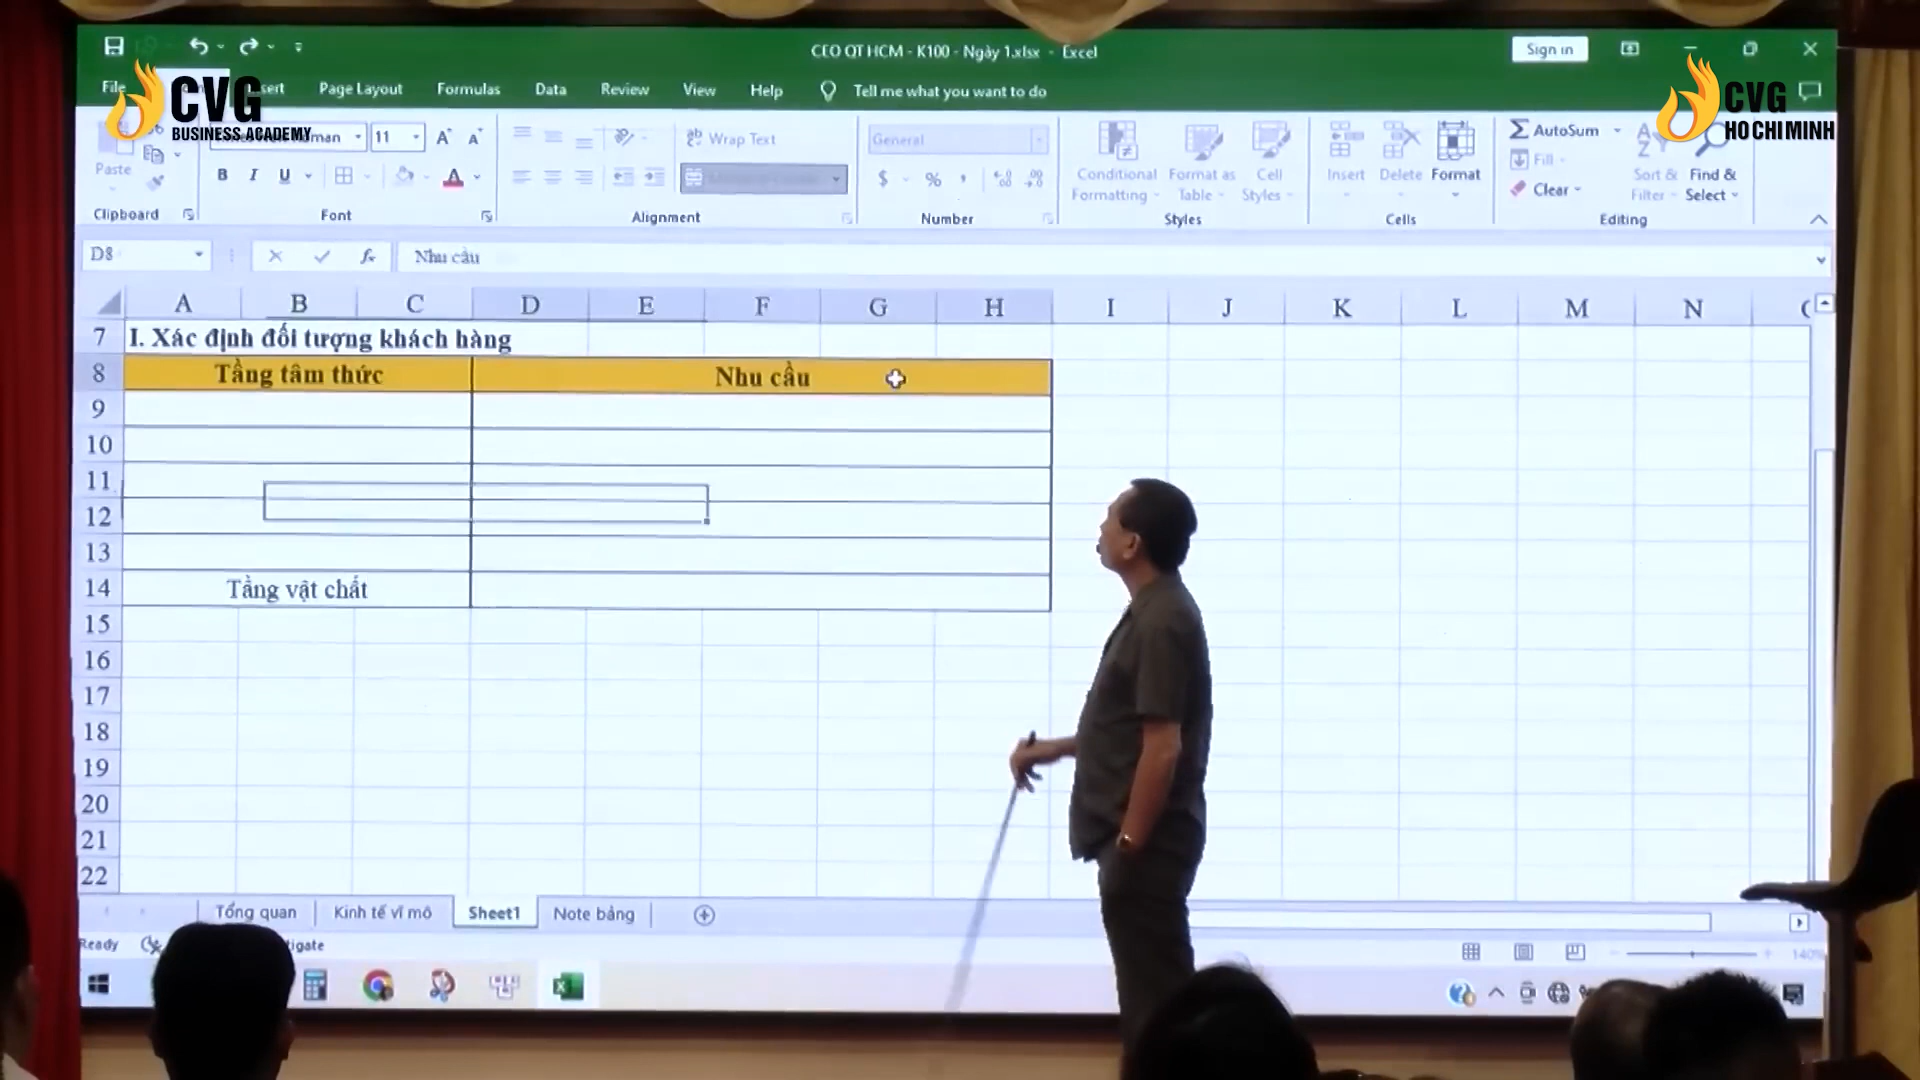 CEO QT HCM - K100 - Ngày 1.xlsx - Excel
Sign in
File
Page Layout
Formulas
Data
Review
View
Help
Tell me what you want to do
CVG
BUSINESS ACADEMY
CVG
HO CHI MINH
11
Wrap Text
General
AutoSum
Paste
B I U
$ % ,
Conditional Formatting
Format as Table
Cell Styles
Insert
Delete
Format
Fill
Clear
Sort & Filter
Find & Select
Clipboard
Font
Alignment
Number
Styles
Cells
Editing
D8
fx
Nhu cầu
A B C D E F G H I J K L M N
7 I. Xác định đối tượng khách hàng
8 Tầng tâm thức Nhu cầu
9
10
11
12
13
14 Tầng vật chất
15
16
17
18
19
20
21
22
Tổng quan
Kinh tế vĩ mô
Sheet1
Note bảng
Ready
140%